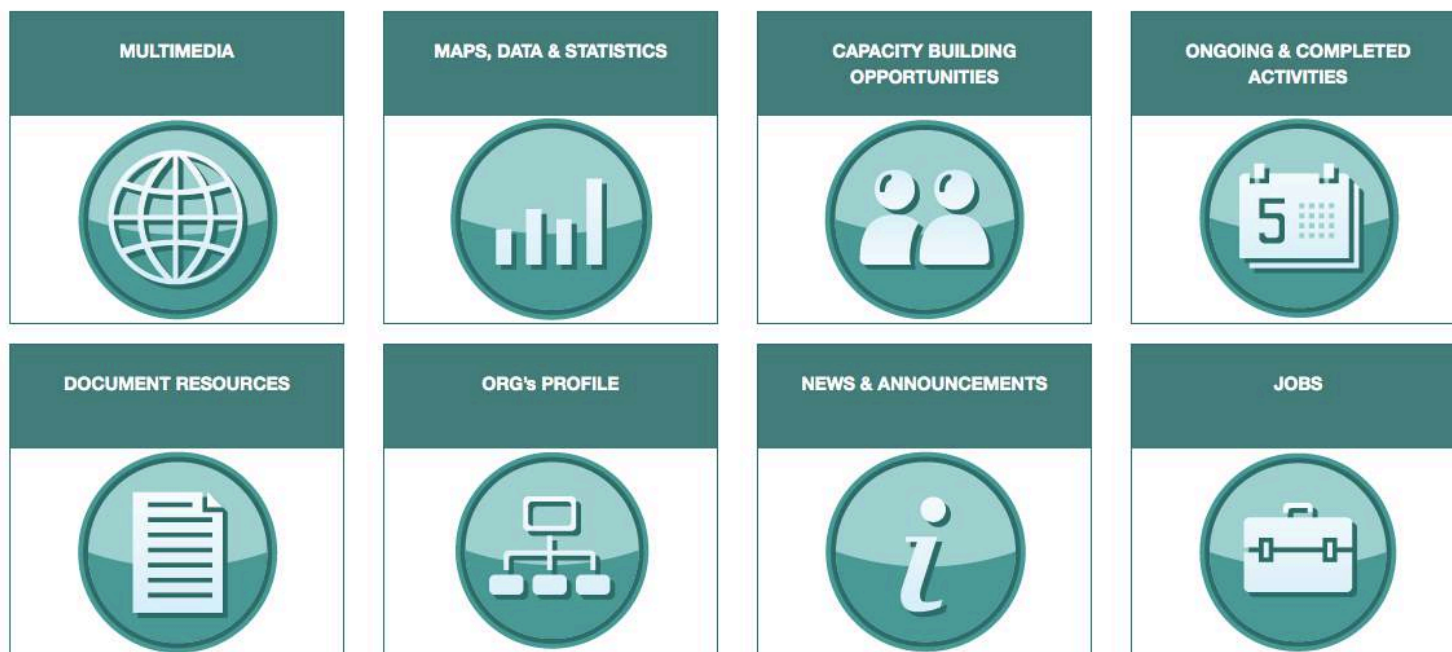 MULTIMEDIA
MAPS, DATA & STATISTICS
CAPACITY BUILDING
OPPORTUNITIES
ONGOING & COMPLETED
ACTIVITIES
5
DOCUMENT RESOURCES
ORG's PROFILE
NEWS & ANNOUNCEMENTS
i
JOBS